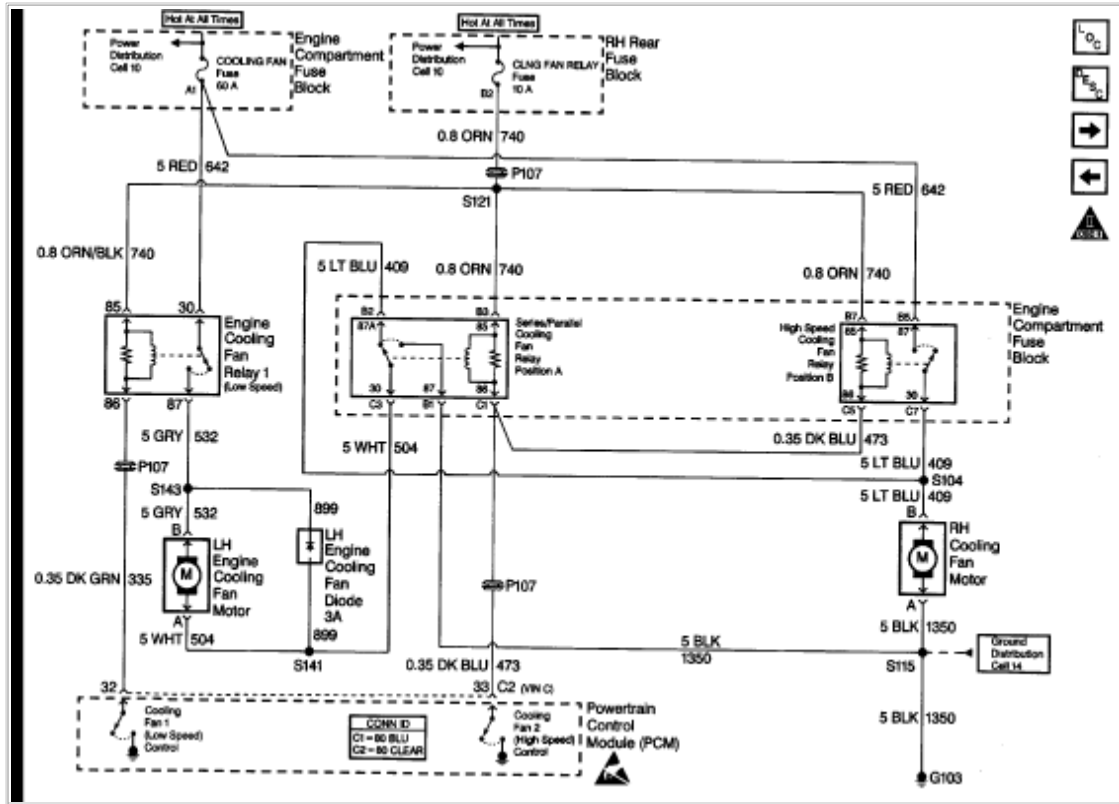 Hot At All Times
Power
Distribution
Cell 10
COOLING FAN
Fuse
60 A
A1
Engine
Compartment
Fuse
Block
Hot At All Times
Power
Distribution
Cell 10
CLNG FAN RELAY
Fuse
10 A
B2
RH Rear
Fuse
Block
L
O
C
D
E
S
C
0.8 ORN 740
5 RED 642
P107
S121
5 RED 642
0.8 ORN/BLK 740
5 LT BLU 409
0.8 ORN 740
0.8 ORN 740
85 30
Engine
Cooling
Fan
Relay 1
(Low Speed)
86 87
B2 B3
87A 85
Series/Parallel
Cooling
Fan
Relay
Position A
30 87 86
C3 B1 C1
B7 B8
85 87
High Speed
Cooling
Fan
Relay
Position B
86 30
C5 C7
Engine
Compartment
Fuse
Block
5 GRY 532
5 WHT 504
0.35 DK BLU 473
5 LT BLU 409
P107
S104
S143
5 LT BLU 409
5 GRY 532
899
B
B
M
LH
Engine
Cooling
Fan
Motor
A
LH
Engine
Cooling
Fan
Diode
3A
M
RH
Cooling
Fan
Motor
A
0.35 DK GRN 335
P107
5 WHT 504
899
S141
5 BLK
1350
5 BLK 1350
S115
Ground
Distribution
Cell 14
0.35 DK BLU 473
32
33 C2 (VIN C)
Cooling
Fan 1
(Low Speed)
Control
CONN ID
C1=80 BLU
C2=80 CLEAR
Cooling
Fan 2
(High Speed)
Control
Powertrain
Control
Module (PCM)
5 BLK 1350
G103